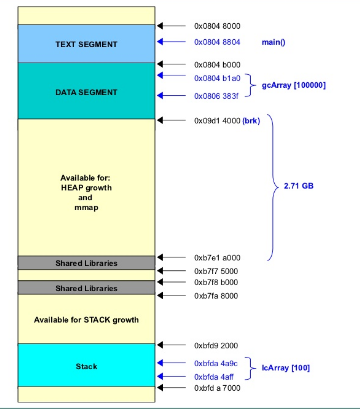 0x0804 8000
TEXT SEGMENT
0x0804 8804 main()
0x0804 b000
0x0804 b1a0
DATA SEGMENT
gcArray [100000]
0x0806 383f
0x09d1 4000 (brk)
Available for:
HEAP growth
and
mmap
2.71 GB
0xb7e1 a000
Shared Libraries
0xb7f7 5000
0xb7f8 b000
Shared Libraries
0xb7fa 8000
Available for STACK growth
0xbfd9 2000
Stack
0xbfda 4a9c
lcArray [100]
0xbfda 4aff
0xbfd a 7000